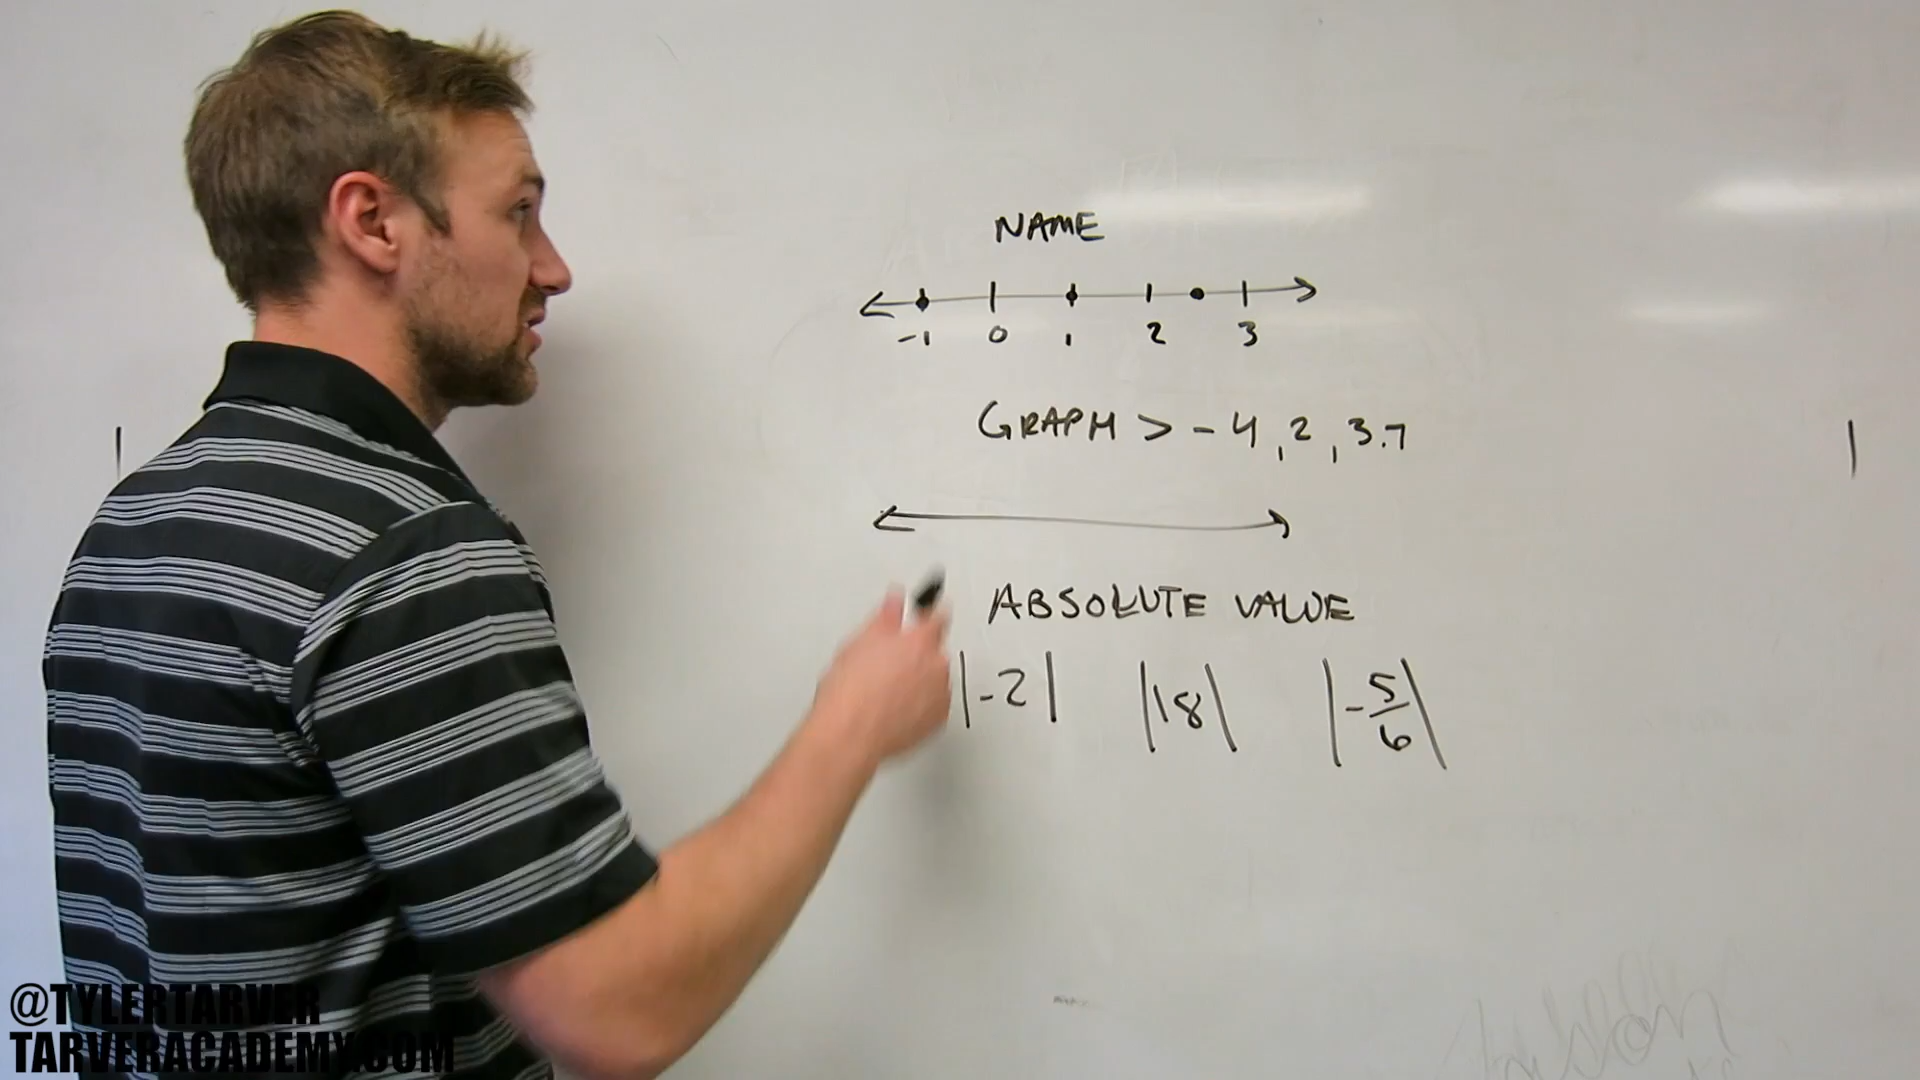 NAME
-1 0 1 2 3
GRAPH > -4, 2, 3.7
ABSOLUTE VALUE
|-2| |18| |-5/6|
@TYLERTARVER
TARVERACADEMY.COM